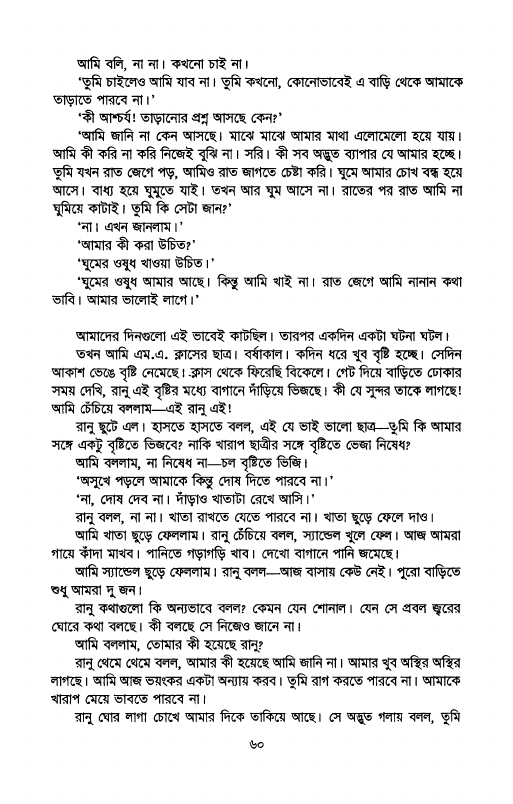 আমি বলি, না না। কখনো চাই না।
‘তুমি চাইলেও আমি যাব না। তুমি কখনো, কোনোভাবেই এ বাড়ি থেকে আমাকে
তাড়াতে পারবে না।’
‘কী আশ্চর্য! তাড়ানোর প্রশ্ন আসছে কেন?’
‘আমি জানি না কেন আসছে। মাঝে মাঝে আমার মাথা এলোমেলো হয়ে যায়।
আমি কী করি না করি নিজেই বুঝি না। সরি। কী সব অদ্ভুত ব্যাপার যে আমার হচ্ছে।
তুমি যখন রাত জেগে পড়, আমিও রাত জাগতে চেষ্টা করি। ঘুমে আমার চোখ বন্ধ হয়ে
আসে। বাধ্য হয়ে ঘুমুতে যাই। তখন আর ঘুম আসে না। রাতের পর রাত আমি না
ঘুমিয়ে কাটাই। তুমি কি সেটা জান?’
‘না। এখন জানলাম।’
‘আমার কী করা উচিত?’
‘ঘুমের ওষুধ খাওয়া উচিত।’
‘ঘুমের ওষুধ আমার আছে। কিন্তু আমি খাই না। রাত জেগে আমি নানান কথা
ভাবি। আমার ভালোই লাগে।’
আমাদের দিনগুলো এই ভাবেই কাটছিল। তারপর একদিন একটা ঘটনা ঘটল।
তখন আমি এম.এ. ক্লাসের ছাত্র। বর্ষাকাল। কদিন ধরে খুব বৃষ্টি হচ্ছে। সেদিন
আকাশ ভেঙে বৃষ্টি নেমেছে। ক্লাস থেকে ফিরেছি বিকেলে। গেট দিয়ে বাড়িতে ঢোকার
সময় দেখি, রানু এই বৃষ্টির মধ্যে বাগানে দাঁড়িয়ে ভিজছে। কী যে সুন্দর তাকে লাগছে!
আমি চেঁচিয়ে বললাম—এই রানু এই!
রানু ছুটে এল। হাসতে হাসতে বলল, এই যে ভাই ভালো ছাত্র—তুমি কি আমার
সঙ্গে একটু বৃষ্টিতে ভিজবে? নাকি খারাপ ছাত্রীর সঙ্গে বৃষ্টিতে ভেজা নিষেধ?
আমি বললাম, না নিষেধ না—চল বৃষ্টিতে ভিজি।
‘অসুখে পড়লে আমাকে কিন্তু দোষ দিতে পারবে না।’
‘না, দোষ দেব না। দাঁড়াও খাতাটা রেখে আসি।’
রানু বলল, না না। খাতা রাখতে যেতে পারবে না। খাতা ছুড়ে ফেলে দাও।
আমি খাতা ছুড়ে ফেললাম। রানু চেঁচিয়ে বলল, স্যান্ডেল খুলে ফেল। আজ আমরা
গায়ে কাঁদা মাখব। পানিতে গড়াগড়ি খাব। দেখো বাগানে পানি জমেছে।
আমি স্যান্ডেল ছুড়ে ফেললাম। রানু বলল—আজ বাসায় কেউ নেই। পুরো বাড়িতে
শুধু আমরা দু জন।
রানু কথাগুলো কি অন্যভাবে বলল? কেমন যেন শোনাল। যেন সে প্রবল জ্বরের
ঘোরে কথা বলছে। কী বলছে সে নিজেও জানে না।
আমি বললাম, তোমার কী হয়েছে রানু?
রানু থেমে থেমে বলল, আমার কী হয়েছে আমি জানি না। আমার খুব অস্থির অস্থির
লাগছে। আমি আজ ভয়ংকর একটা অন্যায় করব। তুমি রাগ করতে পারবে না। আমাকে
খারাপ মেয়ে ভাবতে পারবে না।
রানু ঘোর লাগা চোখে আমার দিকে তাকিয়ে আছে। সে অদ্ভুত গলায় বলল, তুমি
৬০